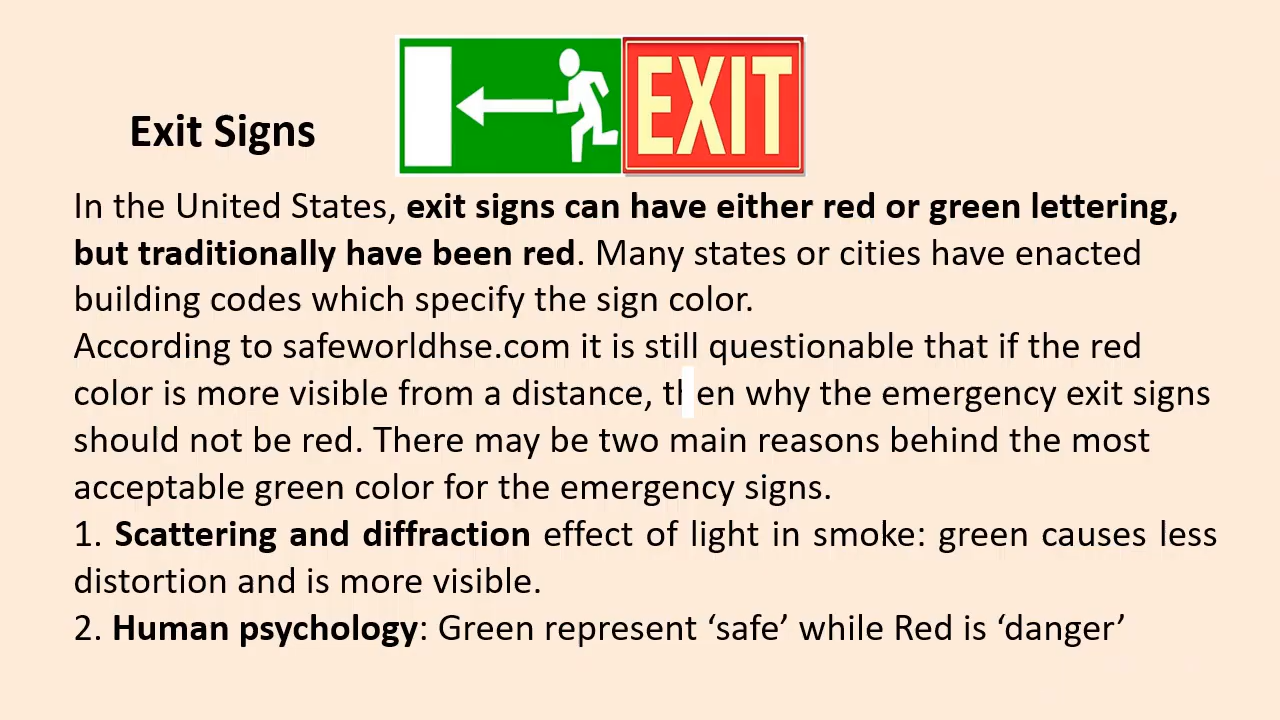 EXIT
Exit Signs
In the United States, exit signs can have either red or green lettering,
but traditionally have been red. Many states or cities have enacted
building codes which specify the sign color.
According to safeworldhse.com it is still questionable that if the red
color is more visible from a distance, then why the emergency exit signs
should not be red. There may be two main reasons behind the most
acceptable green color for the emergency signs.
1. Scattering and diffraction effect of light in smoke: green causes less
distortion and is more visible.
2. Human psychology: Green represent ‘safe’ while Red is ‘danger’